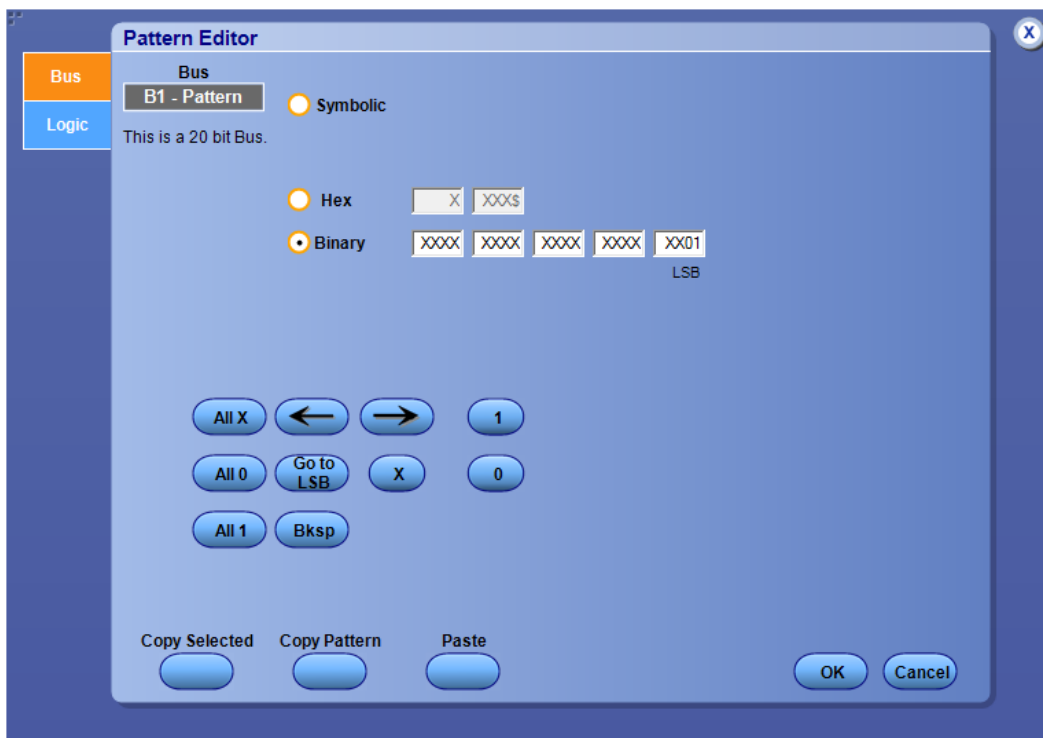 Pattern Editor
X
Bus
Logic
Bus
B1 - Pattern
This is a 20 bit Bus.
Symbolic
Hex X XXX$
Binary XXXX XXXX XXXX XXXX XX01
LSB
All X 1
All 0 Go to LSB X 0
All 1 Bksp
Copy Selected Copy Pattern Paste
OK Cancel